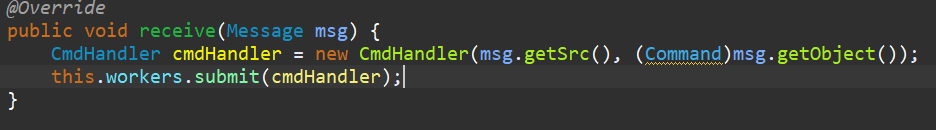 @Override
public void receive(Message msg) {
    CmdHandler cmdHandler = new CmdHandler(msg.getSrc(), (Command)msg.getObject());
    this.workers.submit(cmdHandler);
}